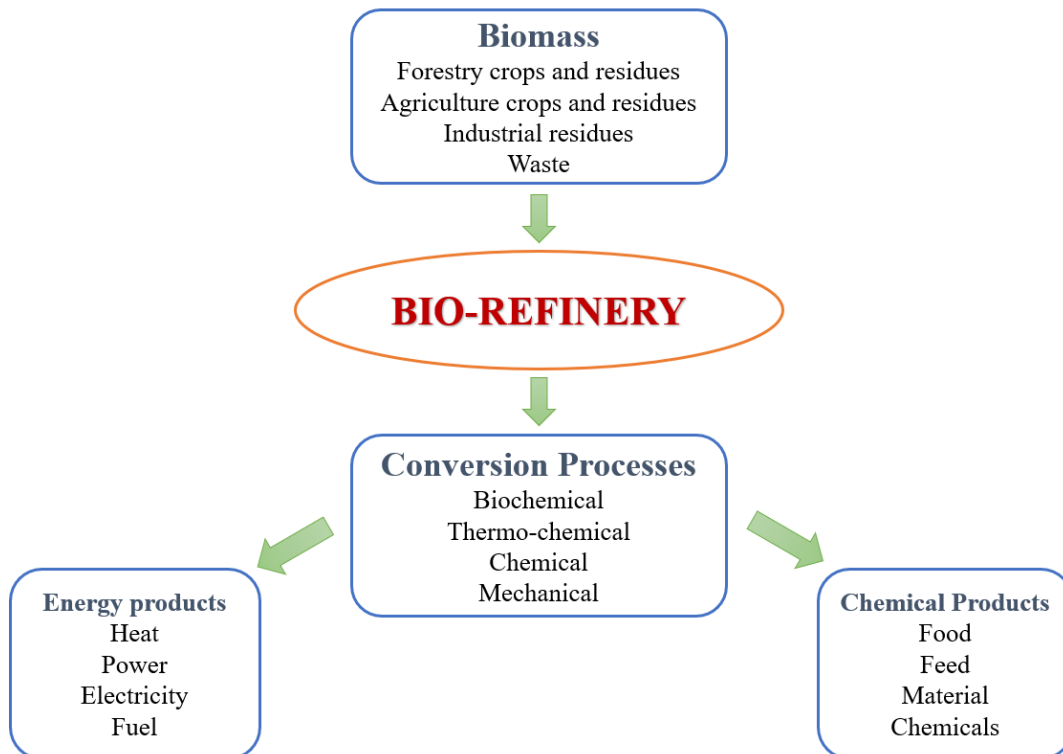 Biomass
Forestry crops and residues
Agriculture crops and residues
Industrial residues
Waste
BIO-REFINERY
Conversion Processes
Biochemical
Thermo-chemical
Chemical
Mechanical
Energy products
Heat
Power
Electricity
Fuel
Chemical Products
Food
Feed
Material
Chemicals